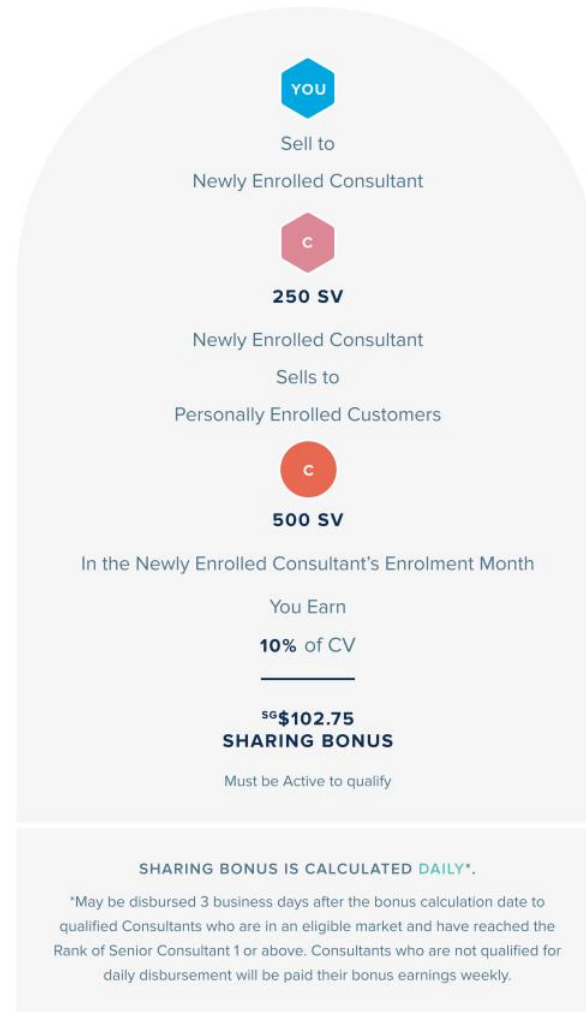 YOU
Sell to
Newly Enrolled Consultant
C
250 SV
Newly Enrolled Consultant
Sells to
Personally Enrolled Customers
C
500 SV
In the Newly Enrolled Consultant's Enrolment Month
You Earn
10% of CV
SG$102.75
SHARING BONUS
Must be Active to qualify
SHARING BONUS IS CALCULATED DAILY*.
*May be disbursed 3 business days after the bonus calculation date to
qualified Consultants who are in an eligible market and have reached the
Rank of Senior Consultant 1 or above. Consultants who are not qualified for
daily disbursement will be paid their bonus earnings weekly.